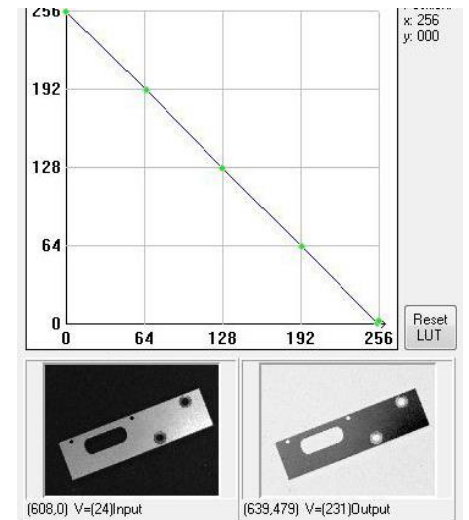 256
x: 256
y: 000
192
128
64
0
0 64 128 192 256
Reset
LUT
(608,0) V=(24)Input
(639,479) V=(231)Output